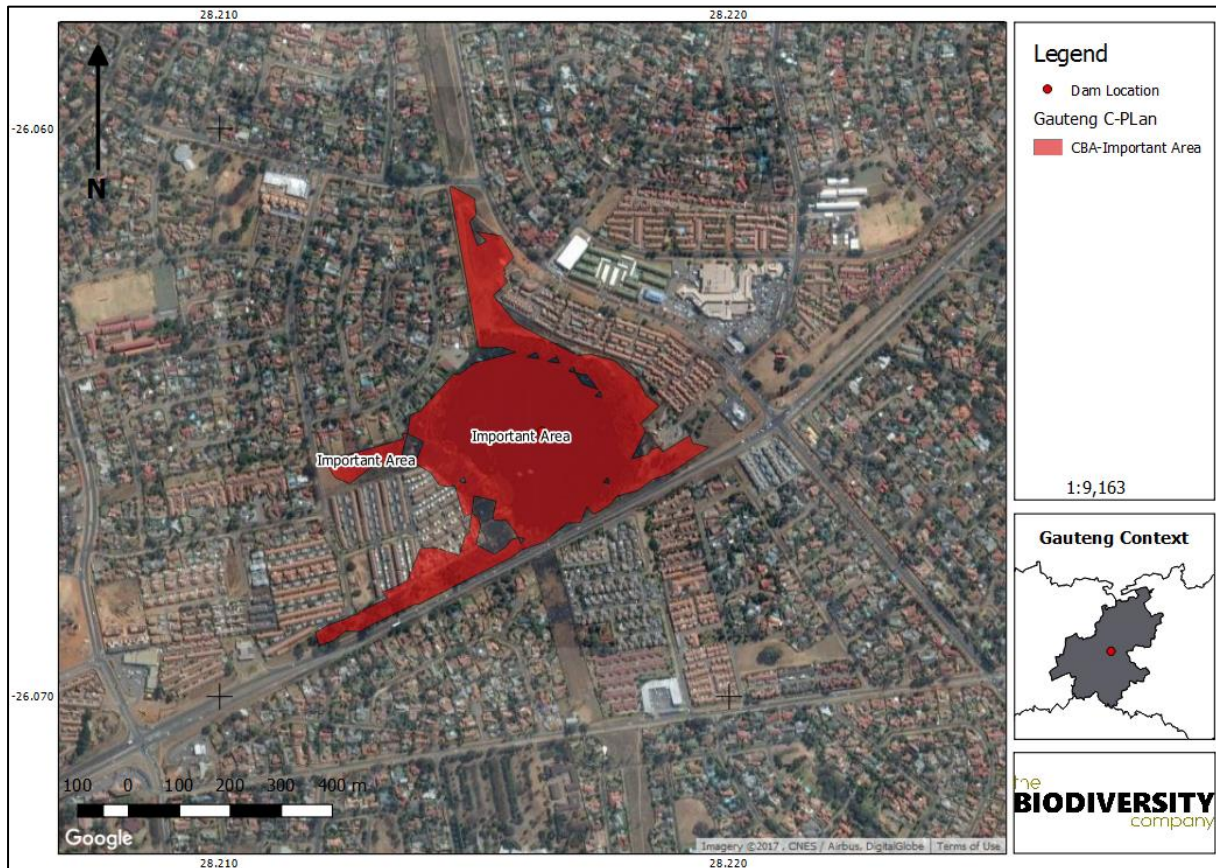 28.210
28.220
-26.060
N
Important Area
Important Area
-26.070
100 0 100 200 300 400 m
Google
Imagery ©2017 , CNES / Airbus, DigitalGlobe
Terms of Use
28.210
28.220
Legend
Dam Location
Gauteng C-PLan
CBA-Important Area
1:9,163
Gauteng Context
the
BIODIVERSITY
company